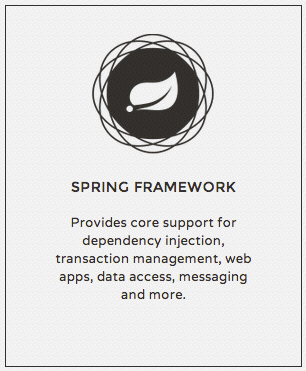 SPRING FRAMEWORK
Provides core support for
dependency injection,
transaction management, web
apps, data access, messaging
and more.